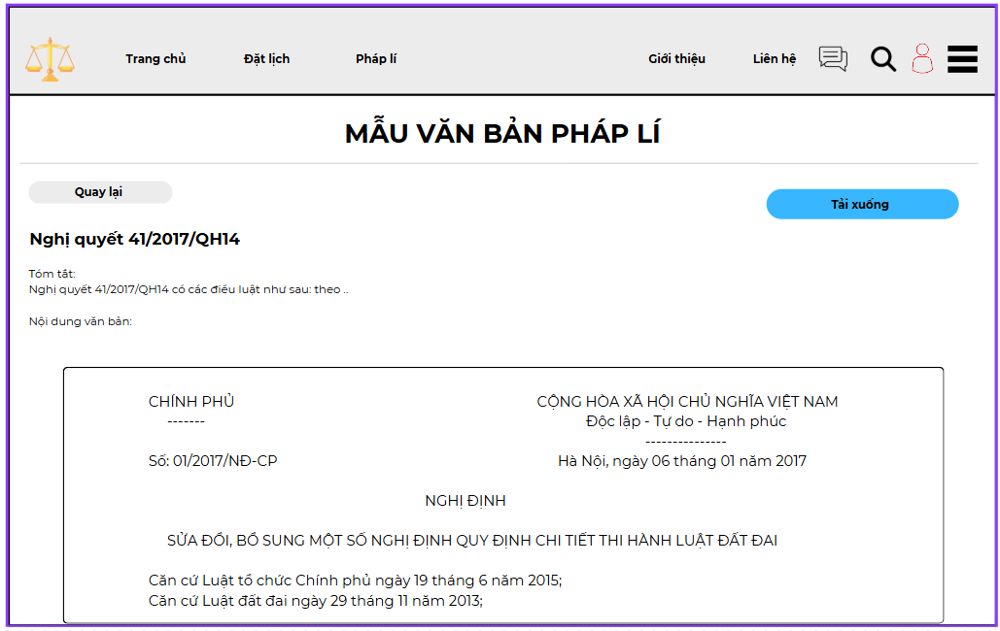 Trang chủ Đặt lịch Pháp lí Giới thiệu Liên hệ
MẪU VĂN BẢN PHÁP LÍ
Quay lại
Tải xuống
Nghị quyết 41/2017/QH14
Tóm tắt:
Nghị quyết 41/2017/QH14 có các điều luật như sau: theo ..
Nội dung văn bản:
CHÍNH PHỦ CỘNG HÒA XÃ HỘI CHỦ NGHĨA VIỆT NAM
------- Độc lập - Tự do - Hạnh phúc
---------------
Số: 01/2017/NĐ-CP Hà Nội, ngày 06 tháng 01 năm 2017
NGHỊ ĐỊNH
SỬA ĐỔI, BỔ SUNG MỘT SỐ NGHỊ ĐỊNH QUY ĐỊNH CHI TIẾT THI HÀNH LUẬT ĐẤT ĐAI
Căn cứ Luật tổ chức Chính phủ ngày 19 tháng 6 năm 2015;
Căn cứ Luật đất đai ngày 29 tháng 11 năm 2013;